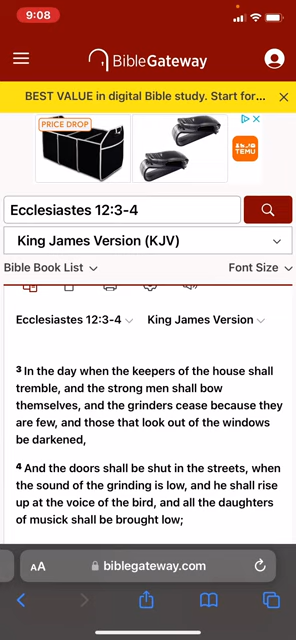 9:08
BibleGateway
BEST VALUE in digital Bible study. Start for... ×
PRICE DROP
TEMU
Ecclesiastes 12:3-4
King James Version (KJV)
Bible Book List
Font Size
Ecclesiastes 12:3-4
King James Version
3 In the day when the keepers of the house shall
tremble, and the strong men shall bow
themselves, and the grinders cease because they
are few, and those that look out of the windows
be darkened,
4 And the doors shall be shut in the streets, when
the sound of the grinding is low, and he shall rise
up at the voice of the bird, and all the daughters
of musick shall be brought low;
AA
biblegateway.com